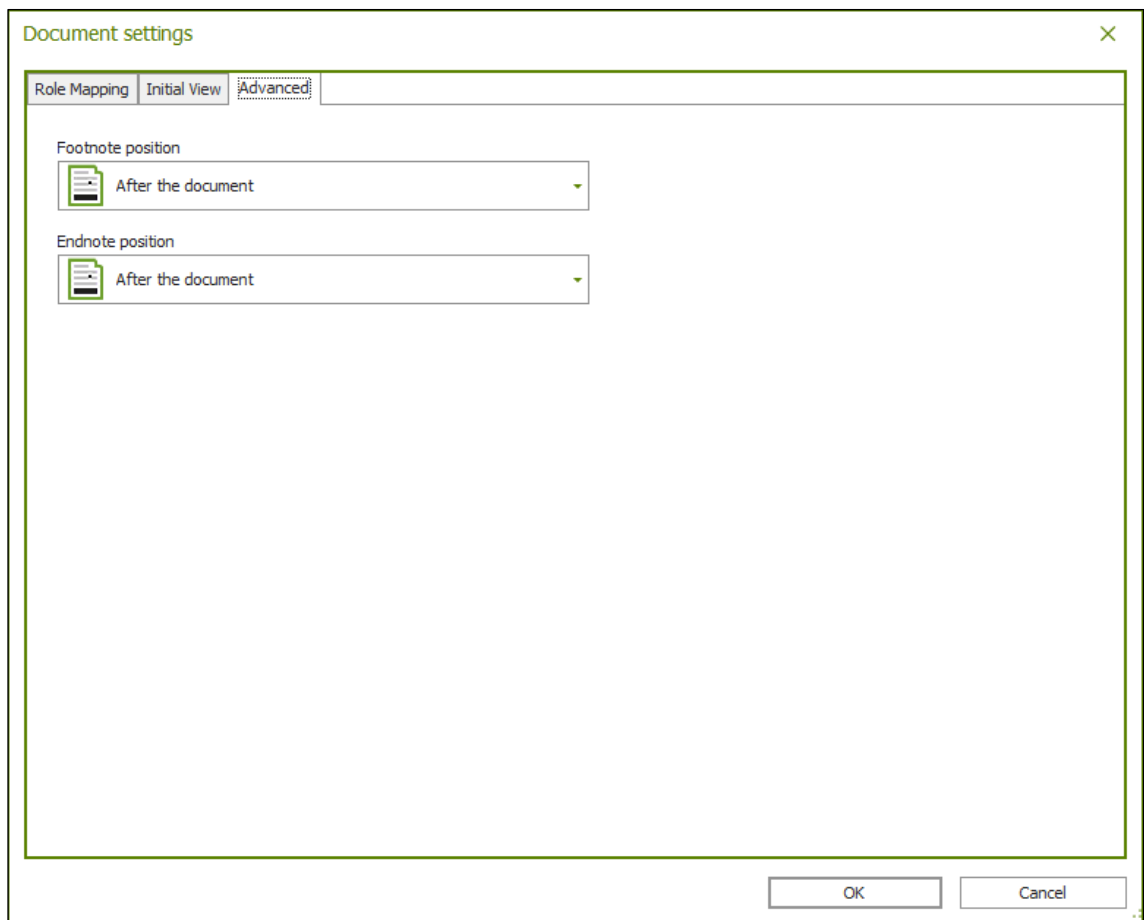 Document settings
Role Mapping Initial View Advanced
Footnote position
After the document
Endnote position
After the document
OK Cancel